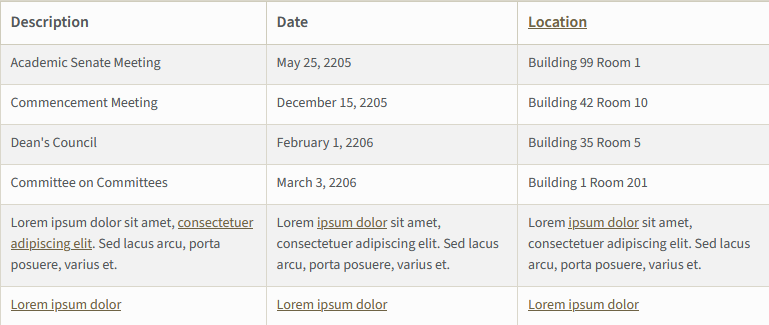 Description Date Location
Academic Senate Meeting May 25, 2205 Building 99 Room 1
Commencement Meeting December 15, 2205 Building 42 Room 10
Dean's Council February 1, 2206 Building 35 Room 5
Committee on Committees March 3, 2206 Building 1 Room 201
Lorem ipsum dolor sit amet, consectetuer
adipiscing elit. Sed lacus arcu, porta
posuere, varius et.
Lorem ipsum dolor sit amet,
consectetuer adipiscing elit. Sed lacus
arcu, porta posuere, varius et.
Lorem ipsum dolor sit amet,
consectetuer adipiscing elit. Sed lacus
arcu, porta posuere, varius et.
Lorem ipsum dolor Lorem ipsum dolor Lorem ipsum dolor